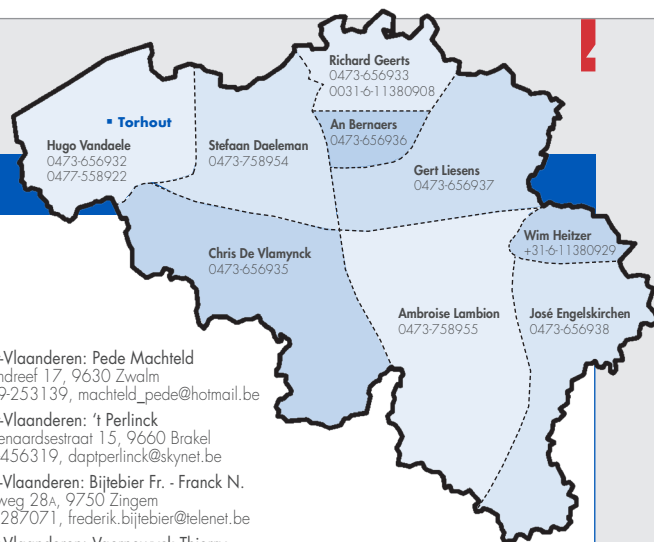 Richard Geerts
0473-656933
0031-6-11380908
Torhout
An Bernaers
0473-656936
Hugo Vandaele
0473-656932
0477-558922
Stefaan Daeleman
0473-758954
Gert Liesens
0473-656937
Wim Heitzer
+31-6-11380929
Chris De Vlamynck
0473-656935
Ambroise Lambion
0473-758955
José Engelskirchen
0473-656938
-Vlaanderen: Pede Machteld
ndreef 17, 9630 Zwalm
9-253139, machteld_pede@hotmail.be
-Vlaanderen: ‘t Perlinck
enaardsestraat 15, 9660 Brakel
456319, daptperlinck@skynet.be
-Vlaanderen: Bijtebier Fr. - Franck N.
weg 28A, 9750 Zingem
287071, frederik.bijtebier@telenet.be